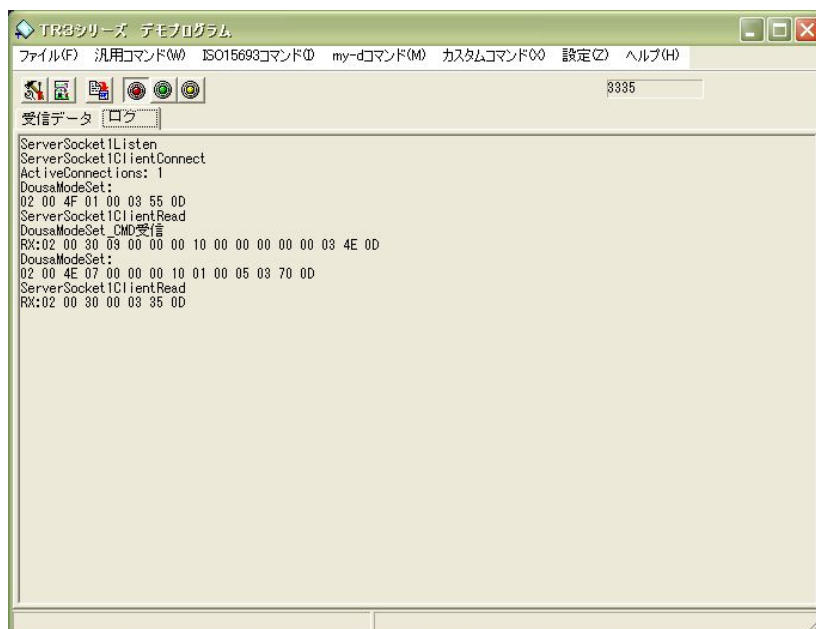 TR3シリーズ デモプログラム
ファイル(F) 汎用コマンド(W) ISO15693コマンド(I) my-dコマンド(M) カスタムコマンド(X) 設定(Z) ヘルプ(H)
3335
受信データ ログ
ServerSocket1Listen
ServerSocket1ClientConnect
ActiveConnections: 1
DousaModeSet:
02 00 4F 01 00 03 55 0D
ServerSocket1ClientRead
DousaModeSet_CMD受信
RX:02 00 30 09 00 00 00 10 00 00 00 00 00 03 4E 0D
DousaModeSet:
02 00 4E 07 00 00 00 10 01 00 05 03 70 0D
ServerSocket1ClientRead
RX:02 00 30 00 03 35 0D